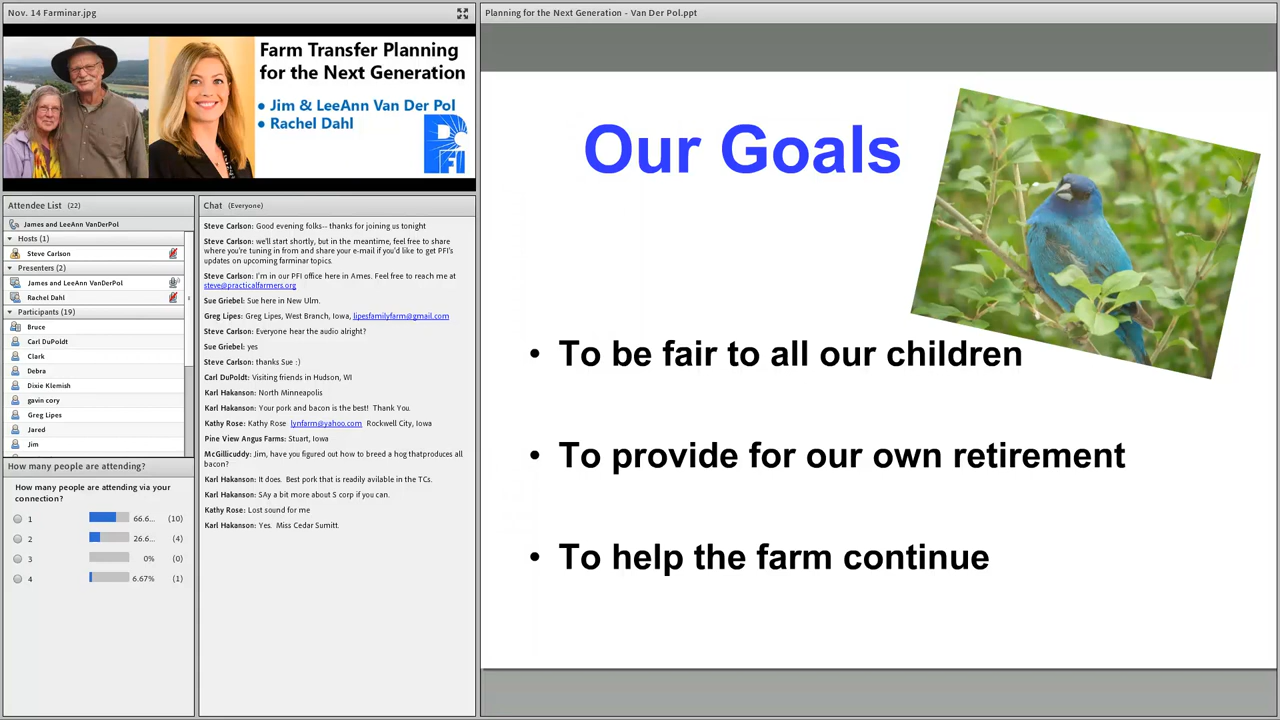 Nov. 14 Farminar.jpg
Farm Transfer Planning
for the Next Generation
● Jim & LeeAnn Van Der Pol
● Rachel Dahl
PFI
Attendee List (22)
James and LeeAnn VanDerPol
Hosts (1)
Steve Carlson
Presenters (2)
James and LeeAnn VanDerPol
Rachel Dahl
Participants (19)
Bruce
Carl DuPoldt
Clark
Debra
Dixie Klemish
gavin cory
Greg Lipes
Jared
Jim
How many people are attending?
How many people are attending via your
connection?
1 66.6... (10)
2 26.6... (4)
3 0% (0)
4 6.67% (1)
Chat (Everyone)
Steve Carlson: Good evening folks-- thanks for joining us tonight
Steve Carlson: we'll start shortly, but in the meantime, feel free to share
where you're tuning in from and share your e-mail if you'd like to get PFI's
updates on upcoming farminar topics.
Steve Carlson: I'm in our PFI office here in Ames. Feel free to reach me at
steve@practicalfarmers.org
Sue Griebel: Sue here in New Ulm.
Greg Lipes: Greg Lipes, West Branch, Iowa, lipesfamilyfarm@gmail.com
Steve Carlson: Everyone hear the audio alright?
Sue Griebel: yes
Steve Carlson: thanks Sue :)
Carl DuPoldt: Visiting friends in Hudson, WI
Karl Hakanson: North Minneapolis
Karl Hakanson: Your pork and bacon is the best! Thank You.
Kathy Rose: Kathy Rose lynfarm@yahoo.com Rockwell City, Iowa
Pine View Angus Farms: Stuart, Iowa
McGillicuddy: Jim, have you figured out how to breed a hog thatproduces all
bacon?
Karl Hakanson: It does. Best pork that is readily avilable in the TCs.
Karl Hakanson: SAy a bit more about S corp if you can.
Kathy Rose: Lost sound for me
Karl Hakanson: Yes. Miss Cedar Sumitt.
Planning for the Next Generation - Van Der Pol.ppt
Our Goals
• To be fair to all our children
• To provide for our own retirement
• To help the farm continue